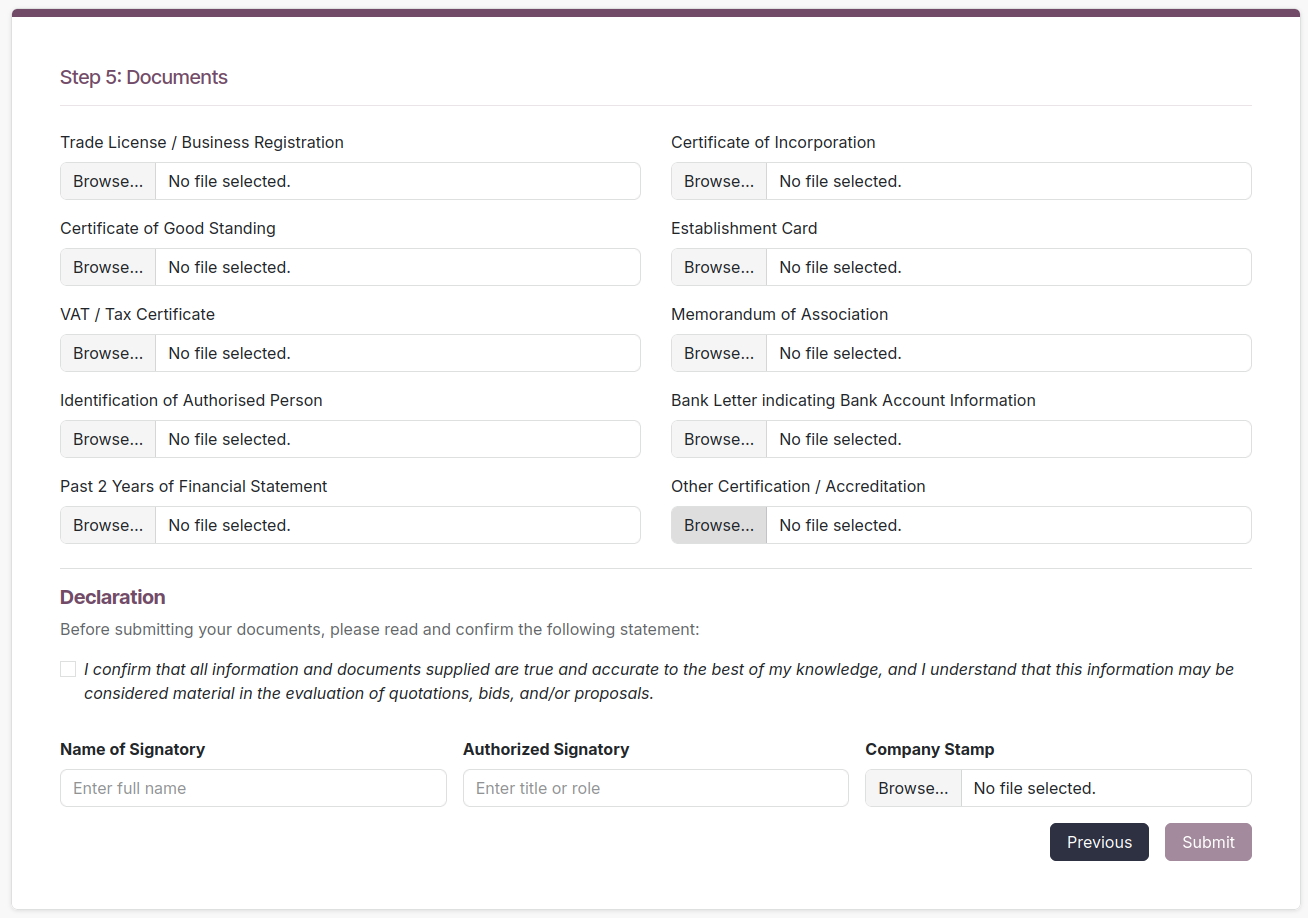 Step 5: Documents
Trade License / Business Registration
Certificate of Incorporation
Browse... No file selected.
Browse... No file selected.
Certificate of Good Standing
Establishment Card
Browse... No file selected.
Browse... No file selected.
VAT / Tax Certificate
Memorandum of Association
Browse... No file selected.
Browse... No file selected.
Identification of Authorised Person
Bank Letter indicating Bank Account Information
Browse... No file selected.
Browse... No file selected.
Past 2 Years of Financial Statement
Other Certification / Accreditation
Browse... No file selected.
Browse... No file selected.
Declaration
Before submitting your documents, please read and confirm the following statement:
I confirm that all information and documents supplied are true and accurate to the best of my knowledge, and I understand that this information may be
considered material in the evaluation of quotations, bids, and/or proposals.
Name of Signatory
Authorized Signatory
Company Stamp
Enter full name
Enter title or role
Browse... No file selected.
Previous
Submit